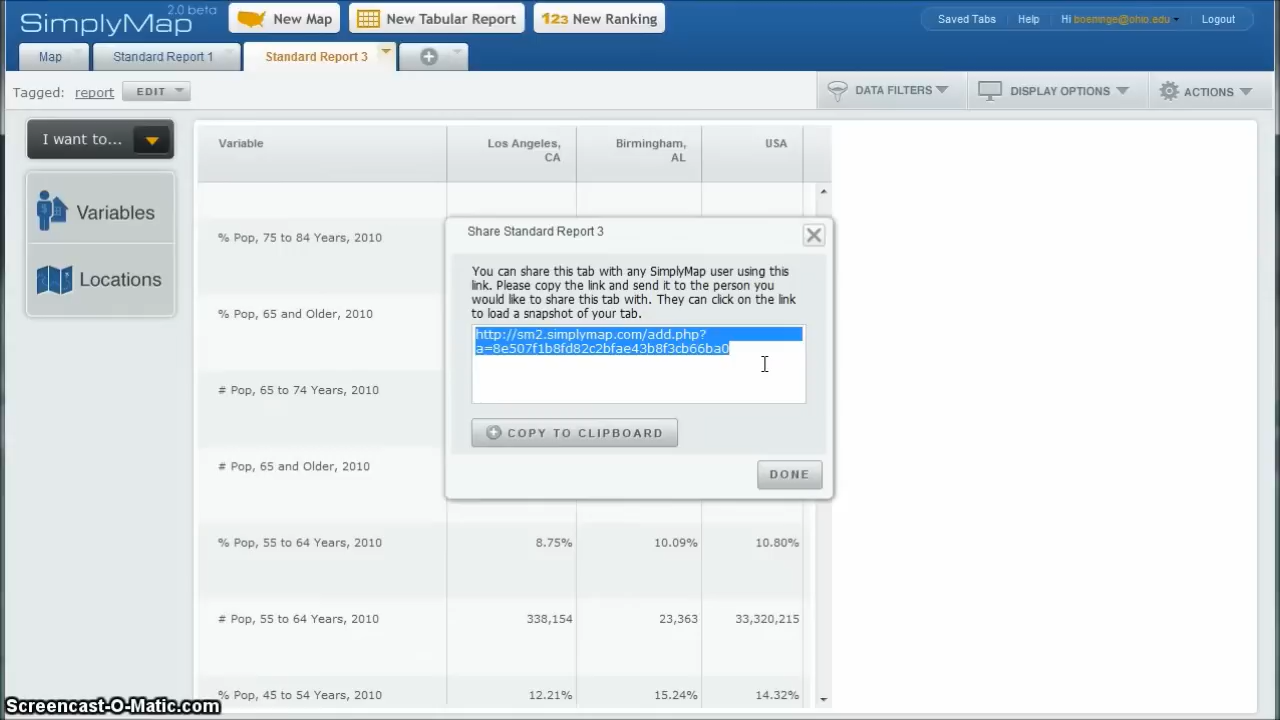 SimplyMap 2.0 beta
New Map
New Tabular Report
123 New Ranking
Saved Tabs
Help
Hi boeninge@ohio.edu
Logout
Map
Standard Report 1
Standard Report 3
Tagged: report
EDIT
DATA FILTERS
DISPLAY OPTIONS
ACTIONS
I want to...
Variables
Locations
Variable
Los Angeles,
CA
Birmingham,
AL
USA
% Pop, 75 to 84 Years, 2010
% Pop, 65 and Older, 2010
# Pop, 65 to 74 Years, 2010
# Pop, 65 and Older, 2010
% Pop, 55 to 64 Years, 2010 8.75% 10.09% 10.80%
# Pop, 55 to 64 Years, 2010 338,154 23,363 33,320,215
% Pop, 45 to 54 Years, 2010 12.21% 15.24% 14.32%
Share Standard Report 3
You can share this tab with any SimplyMap user using this
link. Please copy the link and send it to the person you
would like to share this tab with. They can click on the link
to load a snapshot of your tab.
http://sm2.simplymap.com/add.php?
a=8e507f1b8fd82c2bfae43b8f3cb66ba0
COPY TO CLIPBOARD
DONE
Screencast-O-Matic.com